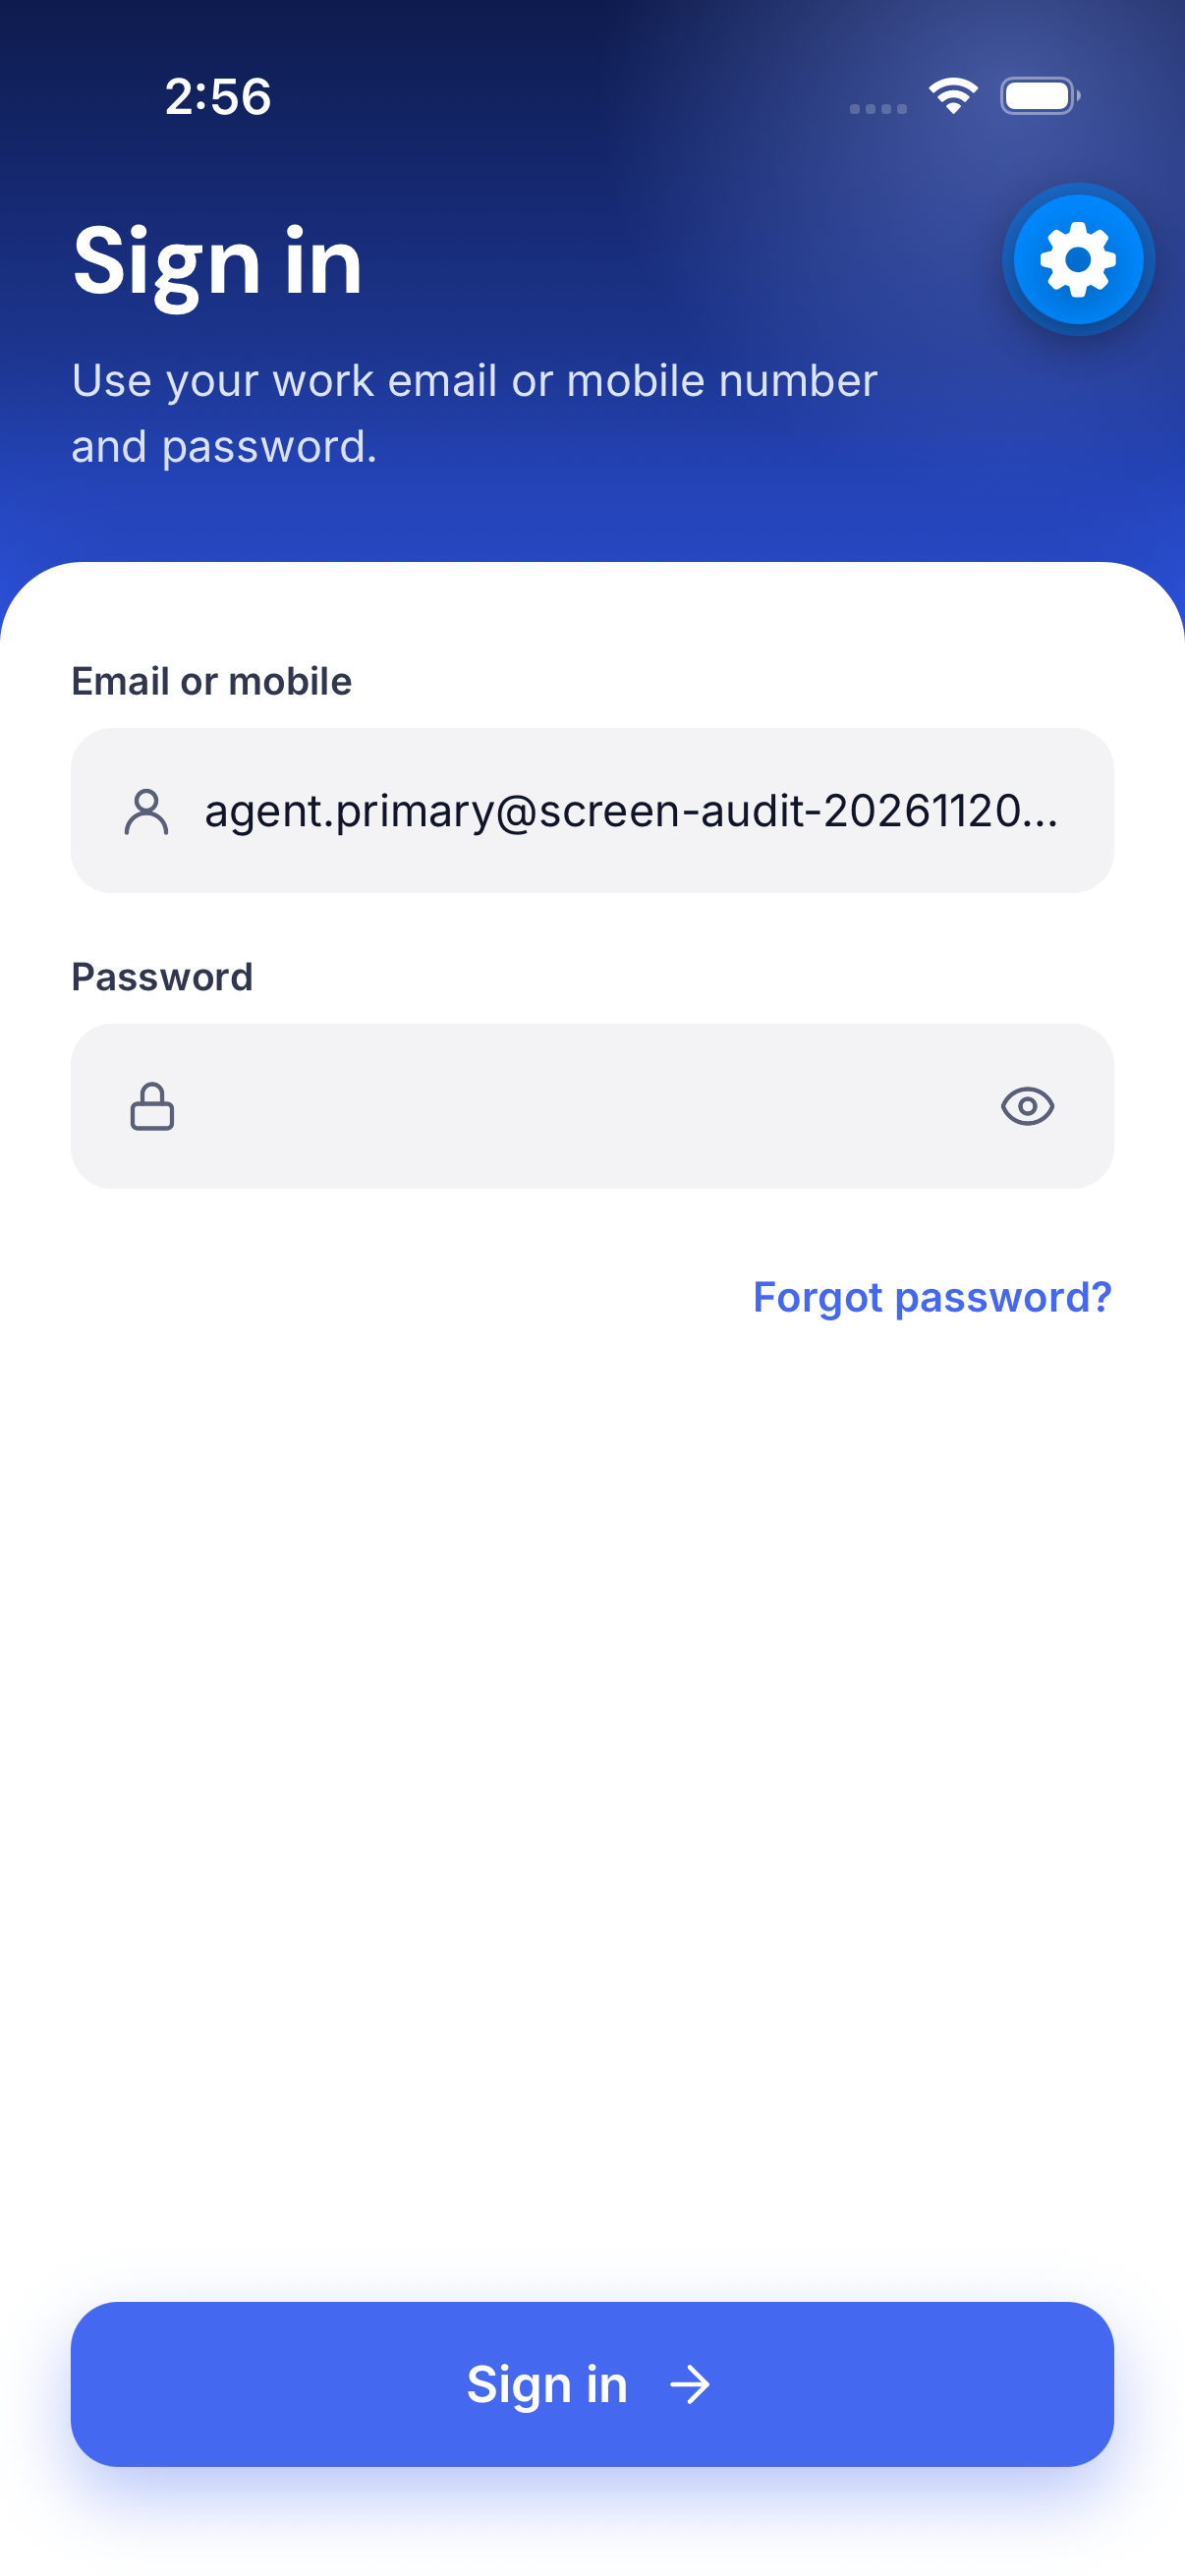 2:56
Sign in
Use your work email or mobile number
and password.
Email or mobile
agent.primary@screen-audit-20261120...
Password
Forgot password?
Sign in